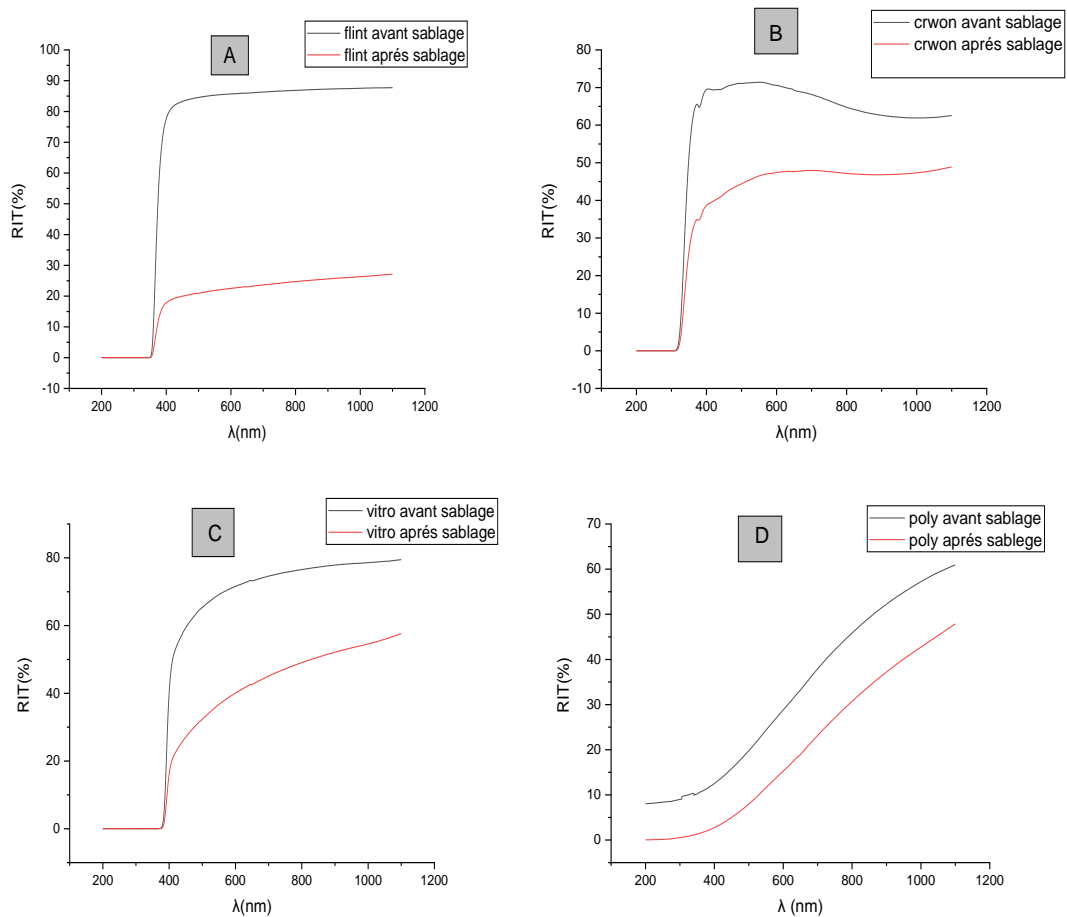 A
flint avant sablage
flint aprés sablage
100
90
80
70
60
50
40
30
20
10
0
-10
RIT(%)
200
400
600
800
1000
1200
λ(nm)
B
crwon avant sablage
crwon aprés sablage
80
70
60
50
40
30
20
10
0
-10
RIT(%)
200
400
600
800
1000
1200
λ(nm)
C
vitro avant sablage
vitro aprés sablage
80
60
40
20
0
RIT(%)
200
400
600
800
1000
1200
λ(nm)
D
poly avant sablage
poly aprés sablege
70
60
50
40
30
20
10
0
RIT(%)
200
400
600
800
1000
1200
λ (nm)